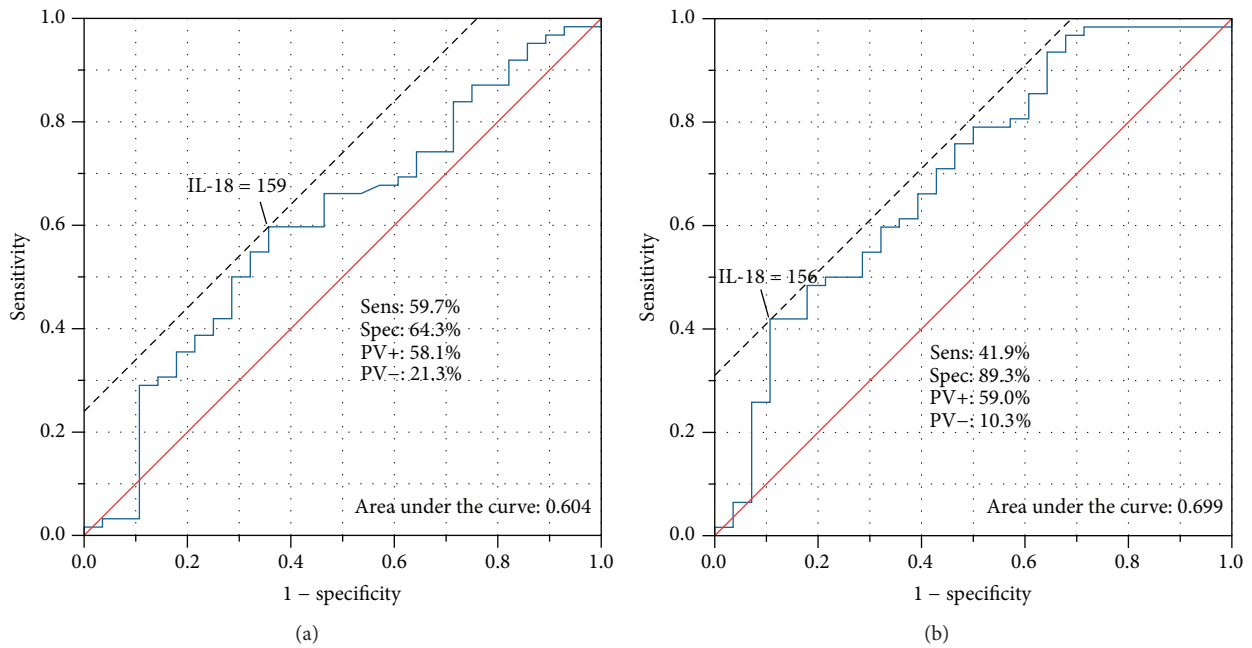 1.0
0.8
0.6
0.4
0.2
0.0
Sensitivity
IL-18 = 159
Sens: 59.7%
Spec: 64.3%
PV+: 58.1%
PV−: 21.3%
Area under the curve: 0.604
0.0 0.2 0.4 0.6 0.8 1.0
1 − specificity
(a)
1.0
0.8
0.6
0.4
0.2
0.0
Sensitivity
IL-18 = 156
Sens: 41.9%
Spec: 89.3%
PV+: 59.0%
PV−: 10.3%
Area under the curve: 0.699
0.0 0.2 0.4 0.6 0.8 1.0
1 − specificity
(b)